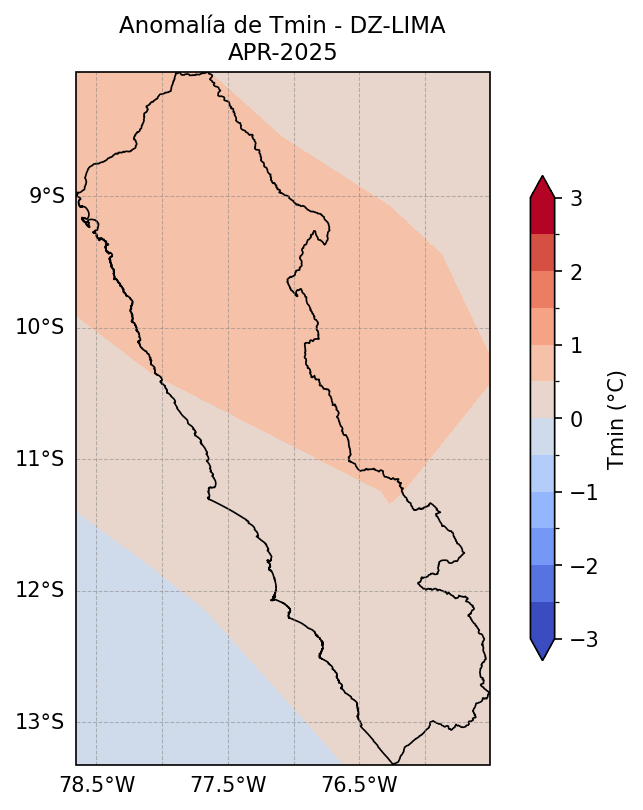 Anomalía de Tmin - DZ-LIMA
APR-2025
9°S
10°S
11°S
12°S
13°S
78.5°W 77.5°W 76.5°W
3
2
1
0
−1
−2
−3
Tmin (°C)